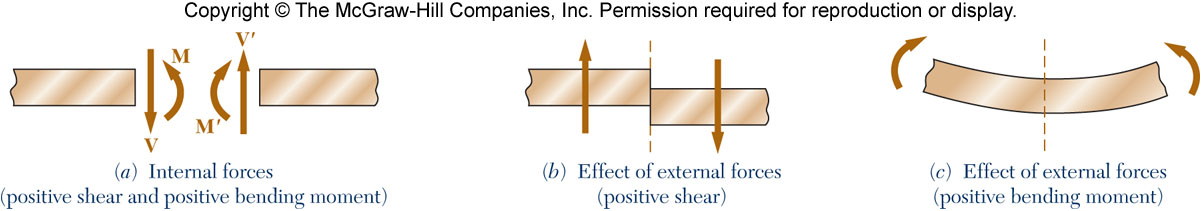 Copyright © The McGraw-Hill Companies, Inc. Permission required for reproduction or display.
M
V′
M′
V
(a) Internal forces
(positive shear and positive bending moment)
(b) Effect of external forces
(positive shear)
(c) Effect of external forces
(positive bending moment)